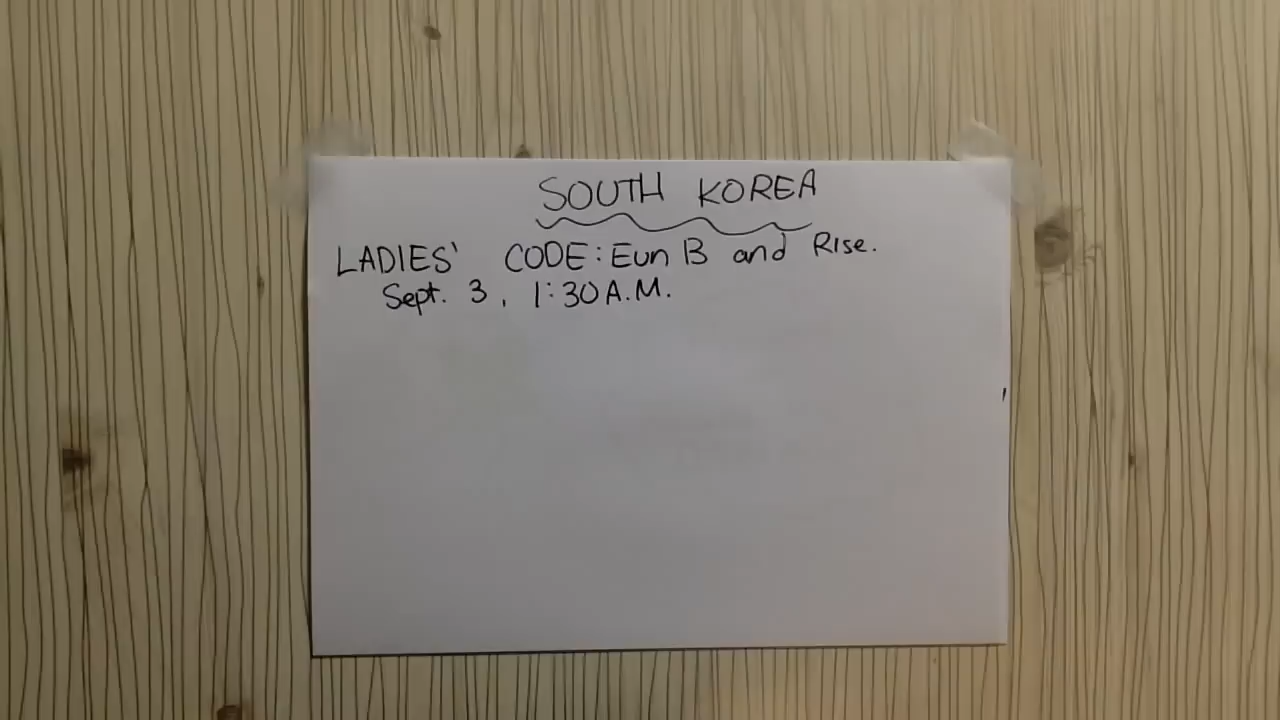 SOUTH KOREA
LADIES' CODE: Eun B and Rise.
Sept. 3, 1:30 A.M.